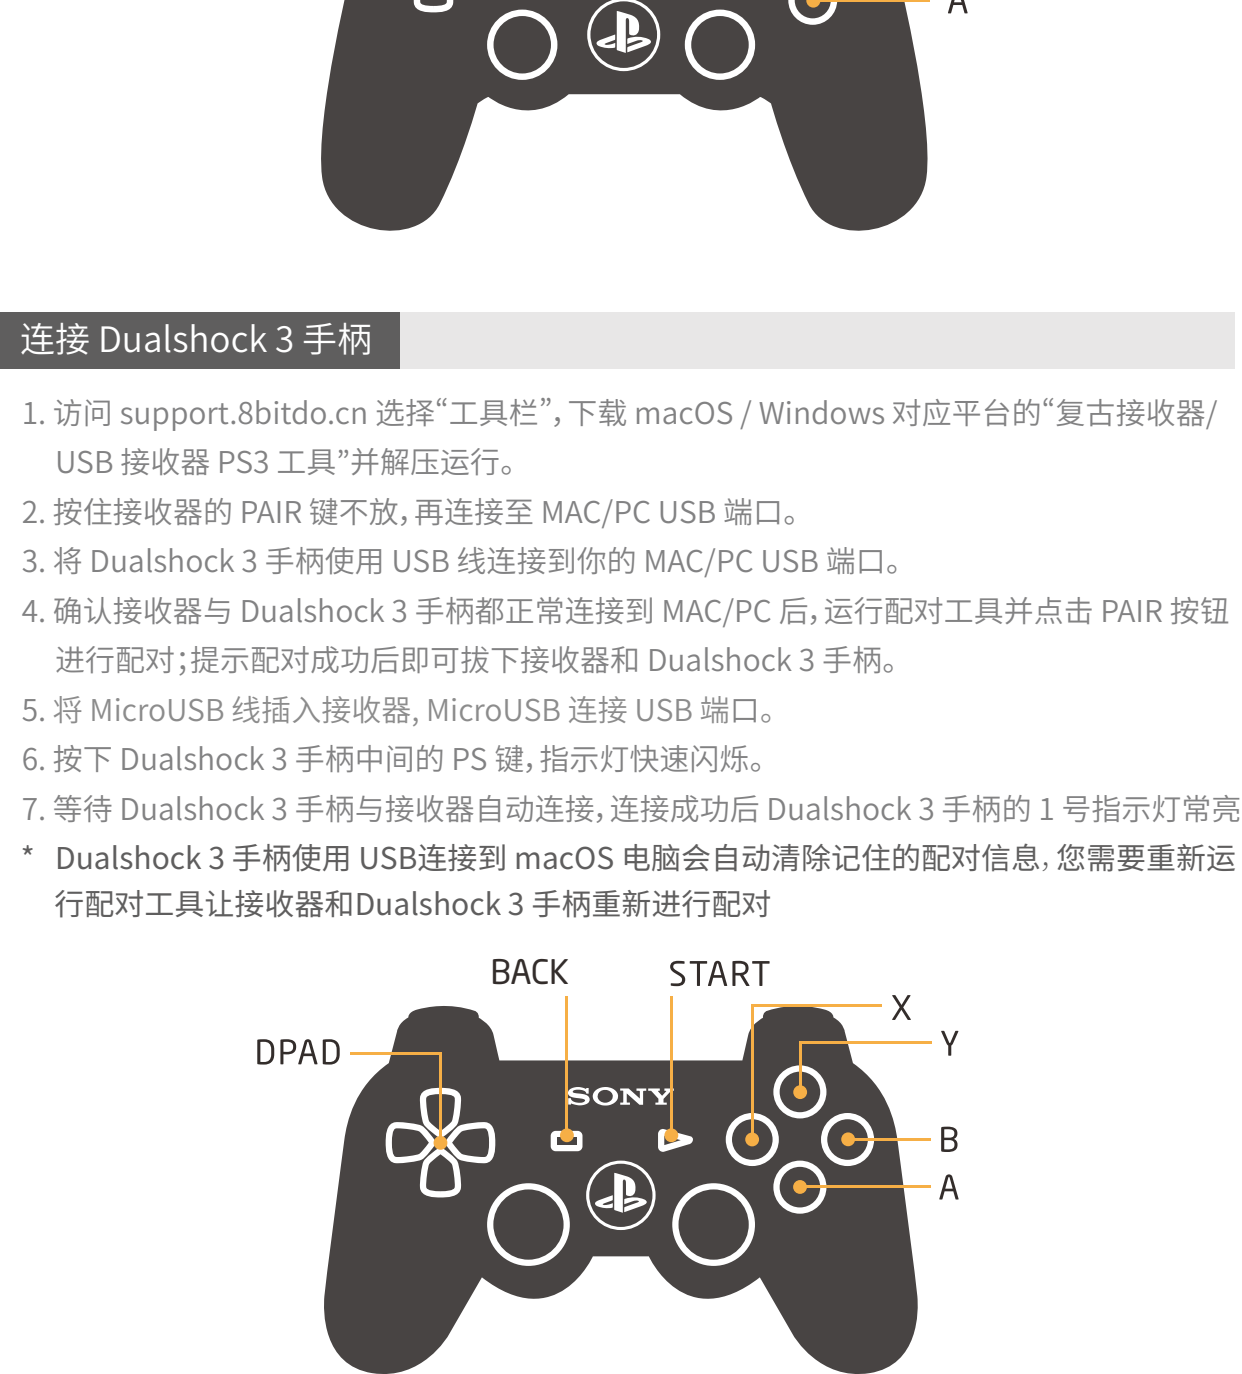 A
连接 Dualshock 3 手柄
1. 访问 support.8bitdo.cn 选择“工具栏”，下载 macOS / Windows 对应平台的“复古接收器/
USB 接收器 PS3 工具”并解压运行。
2. 按住接收器的 PAIR 键不放，再连接至 MAC/PC USB 端口。
3. 将 Dualshock 3 手柄使用 USB 线连接到你的 MAC/PC USB 端口。
4. 确认接收器与 Dualshock 3 手柄都正常连接到 MAC/PC 后，运行配对工具并点击 PAIR 按钮
进行配对；提示配对成功后即可拔下接收器和 Dualshock 3 手柄。
5. 将 MicroUSB 线插入接收器, MicroUSB 连接 USB 端口。
6. 按下 Dualshock 3 手柄中间的 PS 键，指示灯快速闪烁。
7. 等待 Dualshock 3 手柄与接收器自动连接，连接成功后 Dualshock 3 手柄的 1 号指示灯常亮
* Dualshock 3 手柄使用 USB连接到 macOS 电脑会自动清除记住的配对信息，您需要重新运
行配对工具让接收器和Dualshock 3 手柄重新进行配对
BACK
START
X
Y
DPAD
SONY
B
A